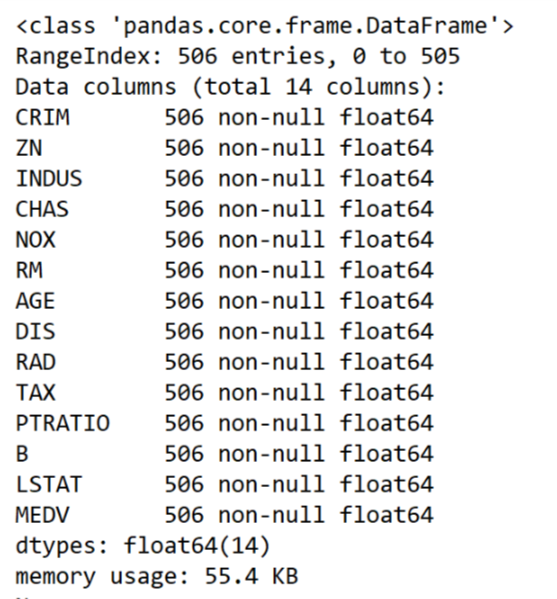 <class 'pandas.core.frame.DataFrame'>
RangeIndex: 506 entries, 0 to 505
Data columns (total 14 columns):
CRIM       506 non-null float64
ZN         506 non-null float64
INDUS      506 non-null float64
CHAS       506 non-null float64
NOX        506 non-null float64
RM         506 non-null float64
AGE        506 non-null float64
DIS        506 non-null float64
RAD        506 non-null float64
TAX        506 non-null float64
PTRATIO    506 non-null float64
B          506 non-null float64
LSTAT      506 non-null float64
MEDV       506 non-null float64
dtypes: float64(14)
memory usage: 55.4 KB